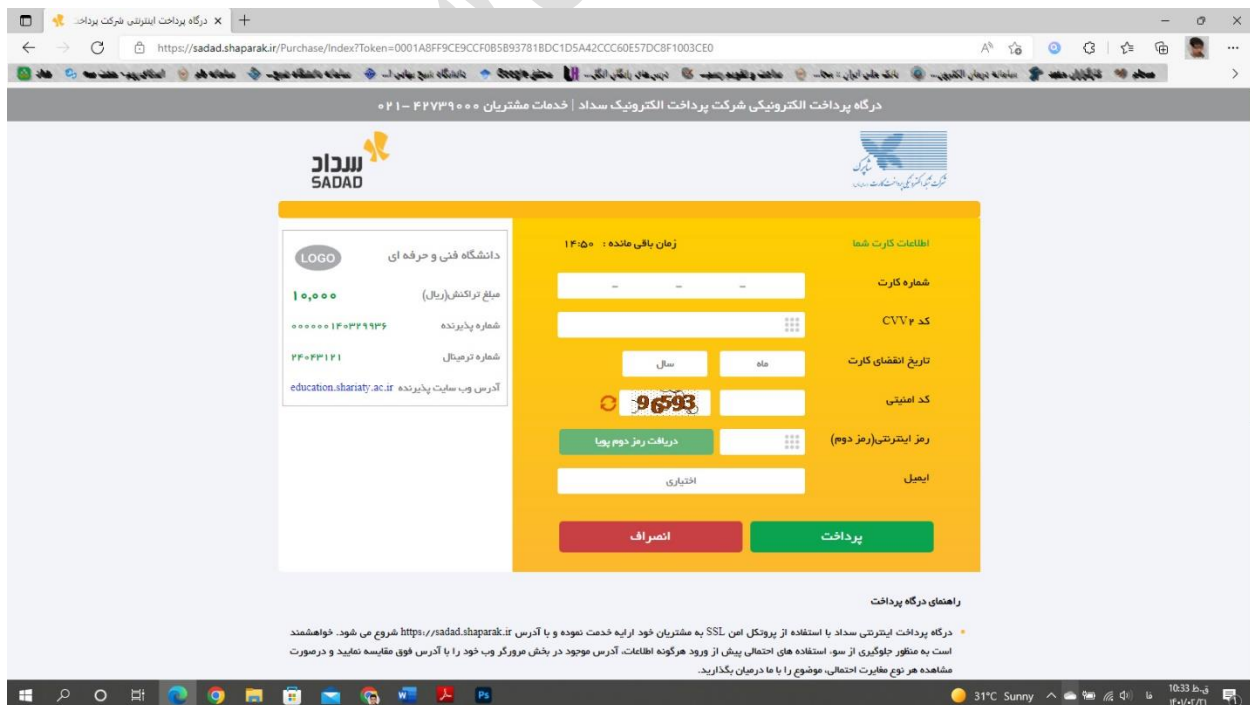 درگاه پرداخت اینترنتی شرکت پرداخ
https://sadad.shaparak.ir/Purchase/Index?Token=0001A8FF9CE9CCF0B5B93781BDC1D5A42CCC60E57DC8F1003CE0
درگاه پرداخت الکترونیکی شرکت پرداخت الکترونیک سداد | خدمات مشتریان ۴۲۷۳۹۰۰۰ –۰۲۱
سداد
SADAD
شاپرک
اطلاعات کارت شما
زمان باقی مانده : ۱۴:۵۰
شماره کارت
– – –
کد CVV۲
تاریخ انقضای کارت
ماه
سال
کد امنیتی
96593
رمز اینترنتی(رمز دوم)
دریافت رمز دوم پویا
ایمیل
اختیاری
پرداخت
انصراف
دانشگاه فنی و حرفه ای
LOGO
مبلغ تراکنش(ریال) ۱۰,۰۰۰
شماره پذیرنده ۰۰۰۰۰۰۱۴۰۳۲۹۹۳۶
شماره ترمینال ۲۴۰۴۳۱۲۱
آدرس وب سایت پذیرنده education.shariaty.ac.ir
راهنمای درگاه پرداخت
درگاه پرداخت اینترنتی سداد با استفاده از پروتکل امن SSL به مشتریان خود ارایه خدمت نموده و با آدرس https://sadad.shaparak.ir شروع می شود. خواهشمند
است به منظور جلوگیری از سوء استفاده های احتمالی پیش از ورود هرگونه اطلاعات، آدرس موجود در بخش مرورگر وب خود را با آدرس فوق مقایسه نمایید و درصورت
مشاهده هر نوع مغایرت احتمالی، موضوع را با ما درمیان بگذارید.
31°C Sunny
فا
10:33 ق.ظ